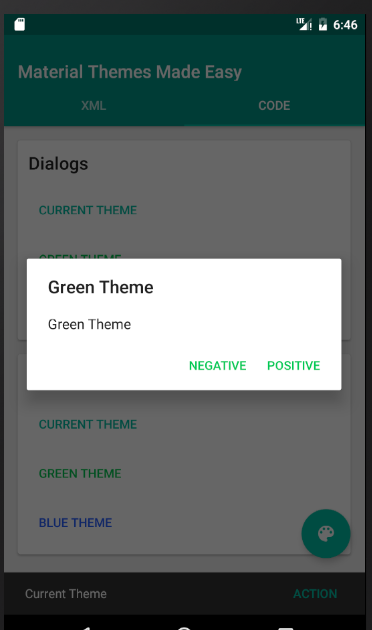 LTE 6:46
Material Themes Made Easy
XML CODE
Dialogs
CURRENT THEME
GREEN THEME
Green Theme
Green Theme
NEGATIVE POSITIVE
CURRENT THEME
GREEN THEME
BLUE THEME
Current Theme ACTION